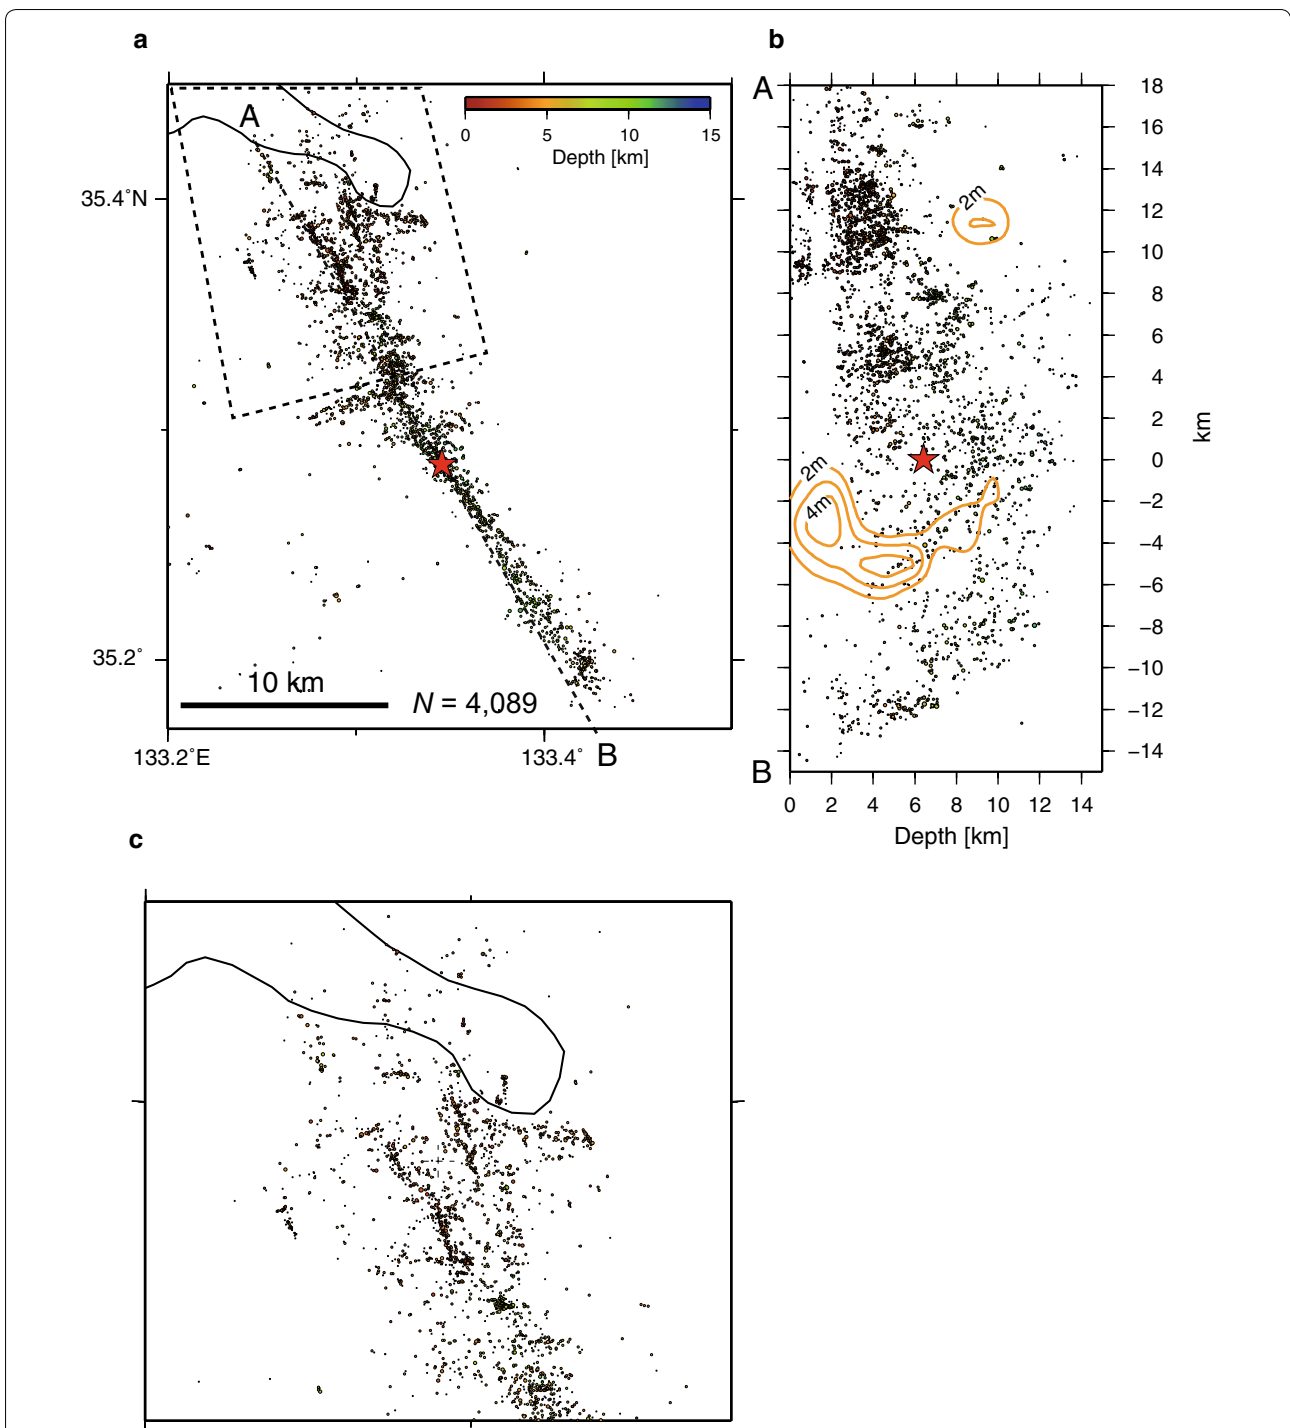 a
A
0 5 10 15
Depth [km]
35.4°N
35.2°
10 km
N = 4,089
133.2°E
133.4°
B
b
A
18
16
14
12
10
8
6
4
2
0
−2
−4
−6
−8
−10
−12
−14
km
2m
2m
4m
B
0 2 4 6 8 10 12 14
Depth [km]
c